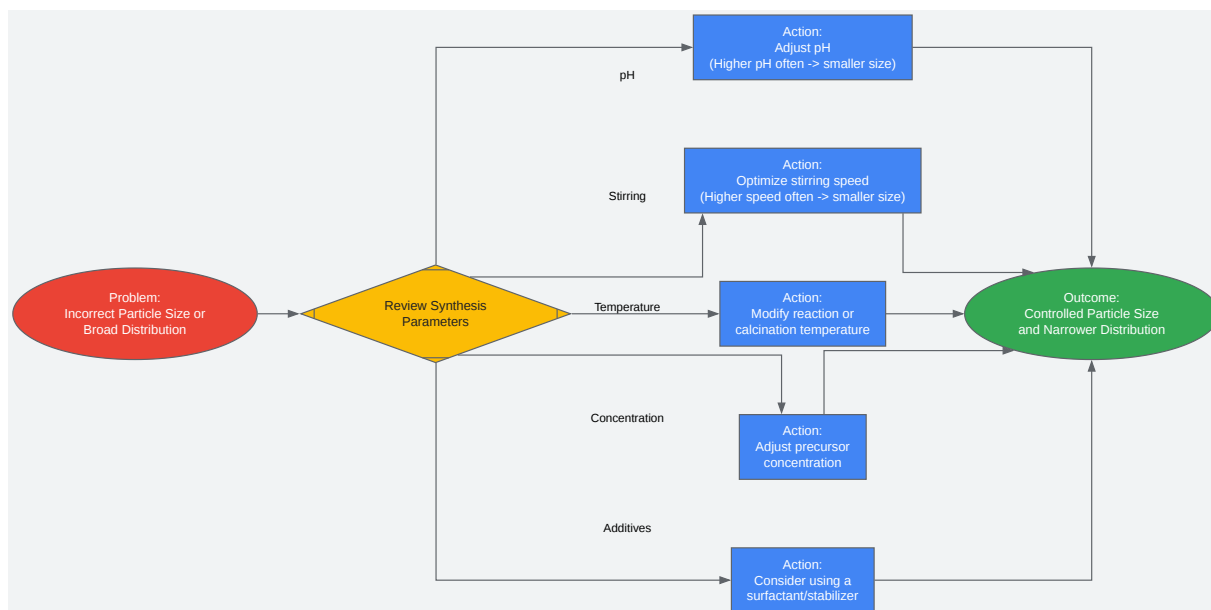 Action:
Adjust pH
(Higher pH often -> smaller size)
pH
Action:
Optimize stirring speed
(Higher speed often -> smaller size)
Stirring
Problem:
Incorrect Particle Size or
Broad Distribution
Review Synthesis
Parameters
Temperature
Action:
Modify reaction or
calcination temperature
Outcome:
Controlled Particle Size
and Narrower Distribution
Concentration
Action:
Adjust precursor
concentration
Additives
Action:
Consider using a
surfactant/stabilizer